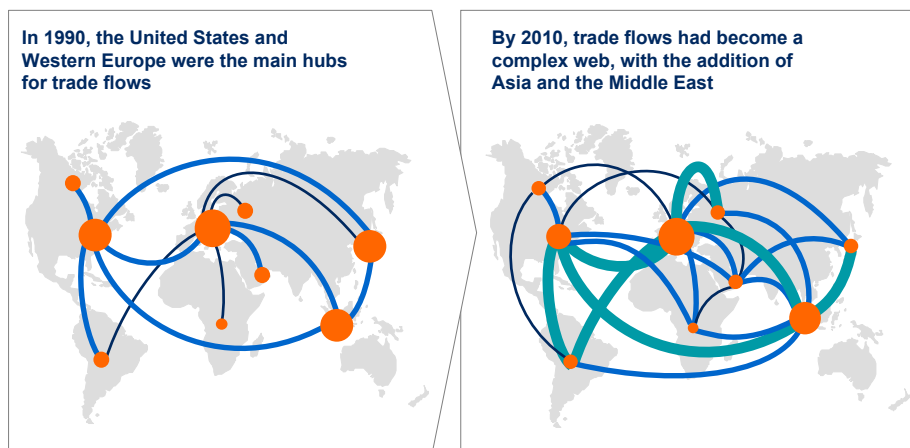 In 1990, the United States and
Western Europe were the main hubs
for trade flows
By 2010, trade flows had become a
complex web, with the addition of
Asia and the Middle East